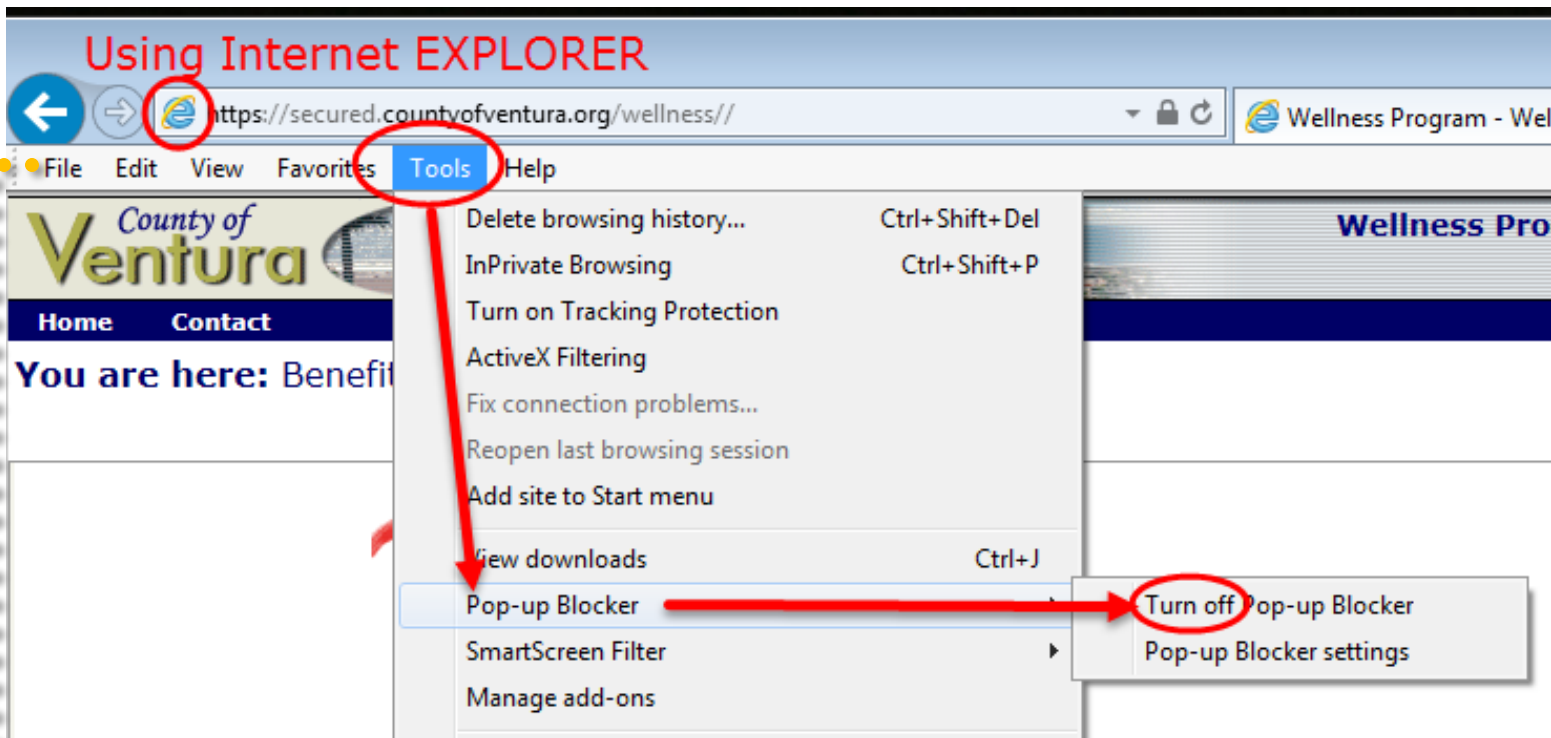 Using Internet EXPLORER
https://secured.countyofventura.org/wellness//
Wellness Program - Wel
File Edit View Favorites Tools Help
County of
Ventura
Wellness Pro
Home Contact
You are here: Benefit
Delete browsing history... Ctrl+Shift+Del
InPrivate Browsing Ctrl+Shift+P
Turn on Tracking Protection
ActiveX Filtering
Fix connection problems...
Reopen last browsing session
Add site to Start menu
View downloads Ctrl+J
Pop-up Blocker
Turn off Pop-up Blocker
SmartScreen Filter
Pop-up Blocker settings
Manage add-ons